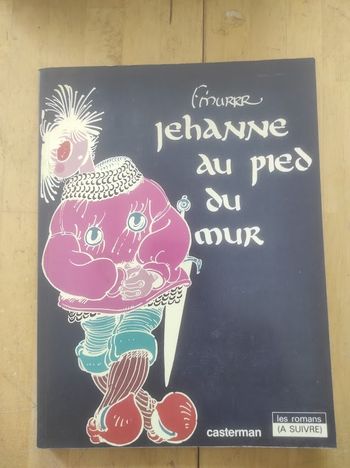 f'murrr
jehanne
au pied
du
mur
casterman
les romans
(A SUIVRE)